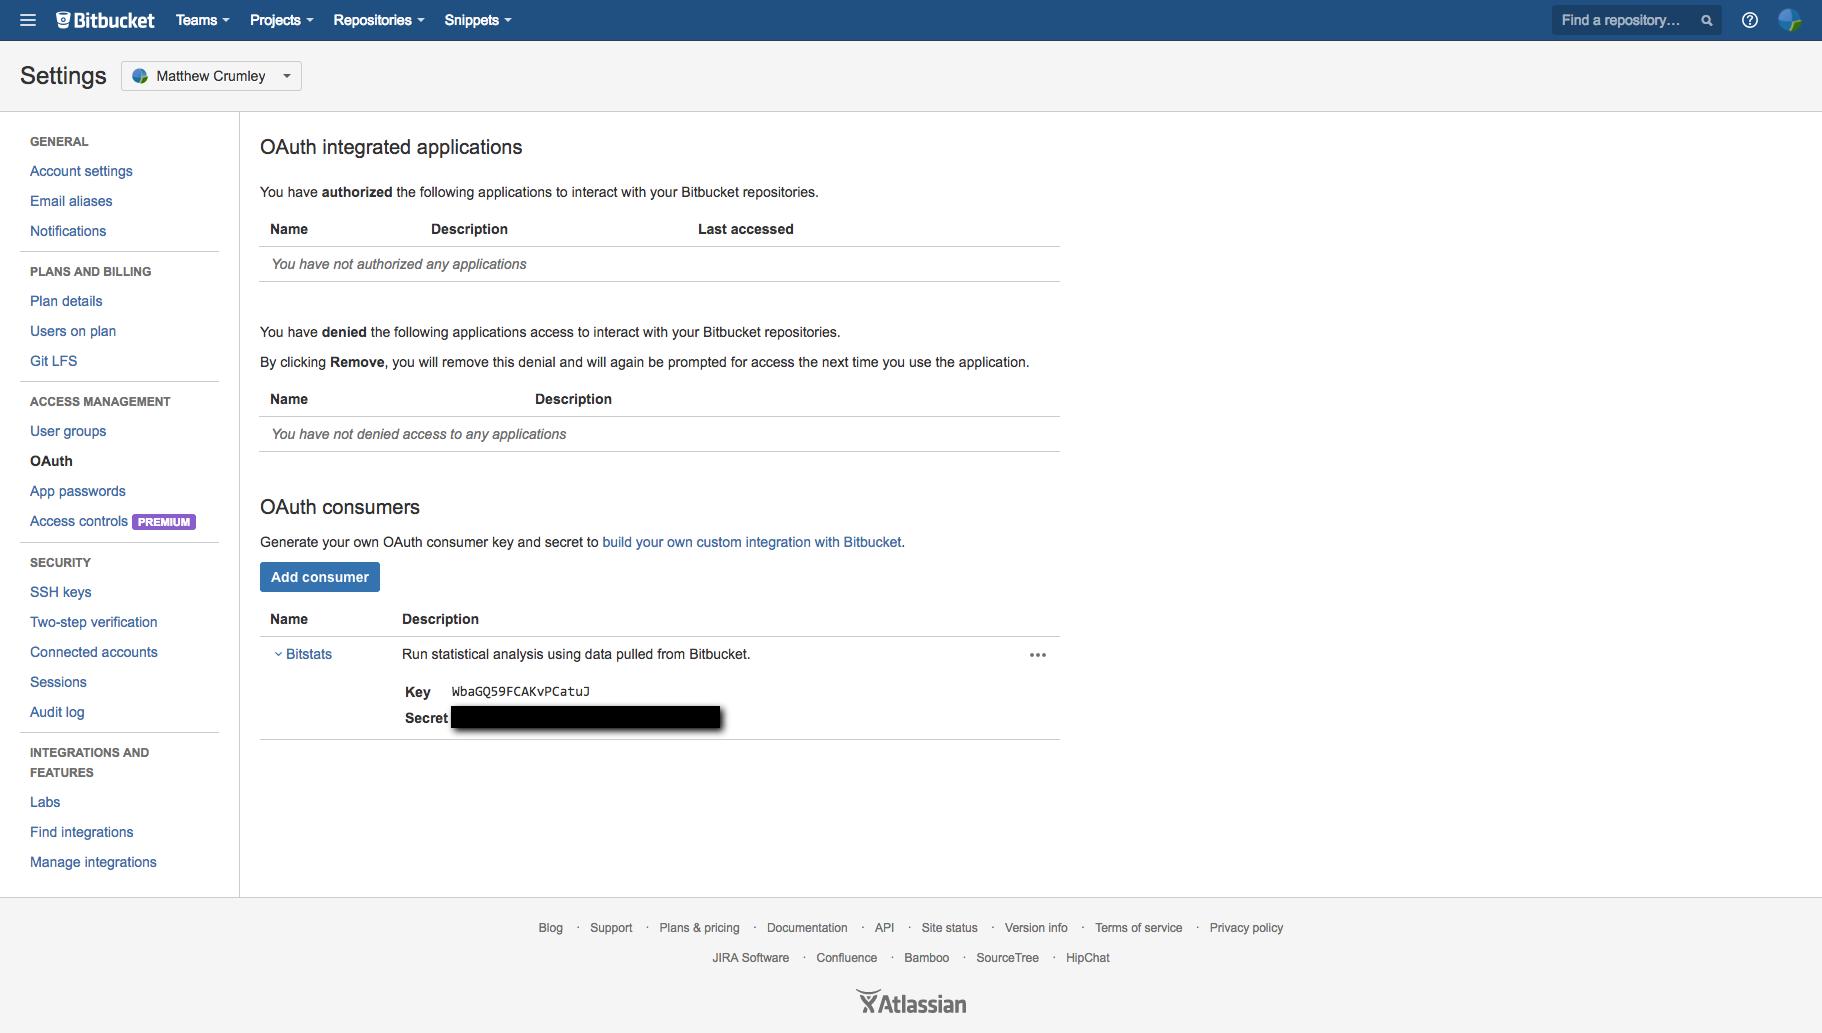 Bitbucket Teams Projects Repositories Snippets Find a repository... ?
Settings Matthew Crumley
GENERAL
Account settings
Email aliases
Notifications
PLANS AND BILLING
Plan details
Users on plan
Git LFS
ACCESS MANAGEMENT
User groups
OAuth
App passwords
Access controls PREMIUM
SECURITY
SSH keys
Two-step verification
Connected accounts
Sessions
Audit log
INTEGRATIONS AND
FEATURES
Labs
Find integrations
Manage integrations
OAuth integrated applications
You have authorized the following applications to interact with your Bitbucket repositories.
Name Description Last accessed
You have not authorized any applications
You have denied the following applications access to interact with your Bitbucket repositories.
By clicking Remove, you will remove this denial and will again be prompted for access the next time you use the application.
Name Description
You have not denied access to any applications
OAuth consumers
Generate your own OAuth consumer key and secret to build your own custom integration with Bitbucket.
Add consumer
Name Description
Bitstats Run statistical analysis using data pulled from Bitbucket. •••
Key WbaGQ59FCAKvPCatuJ
Secret
Blog · Support · Plans & pricing · Documentation · API · Site status · Version info · Terms of service · Privacy policy
JIRA Software · Confluence · Bamboo · SourceTree · HipChat
Atlassian